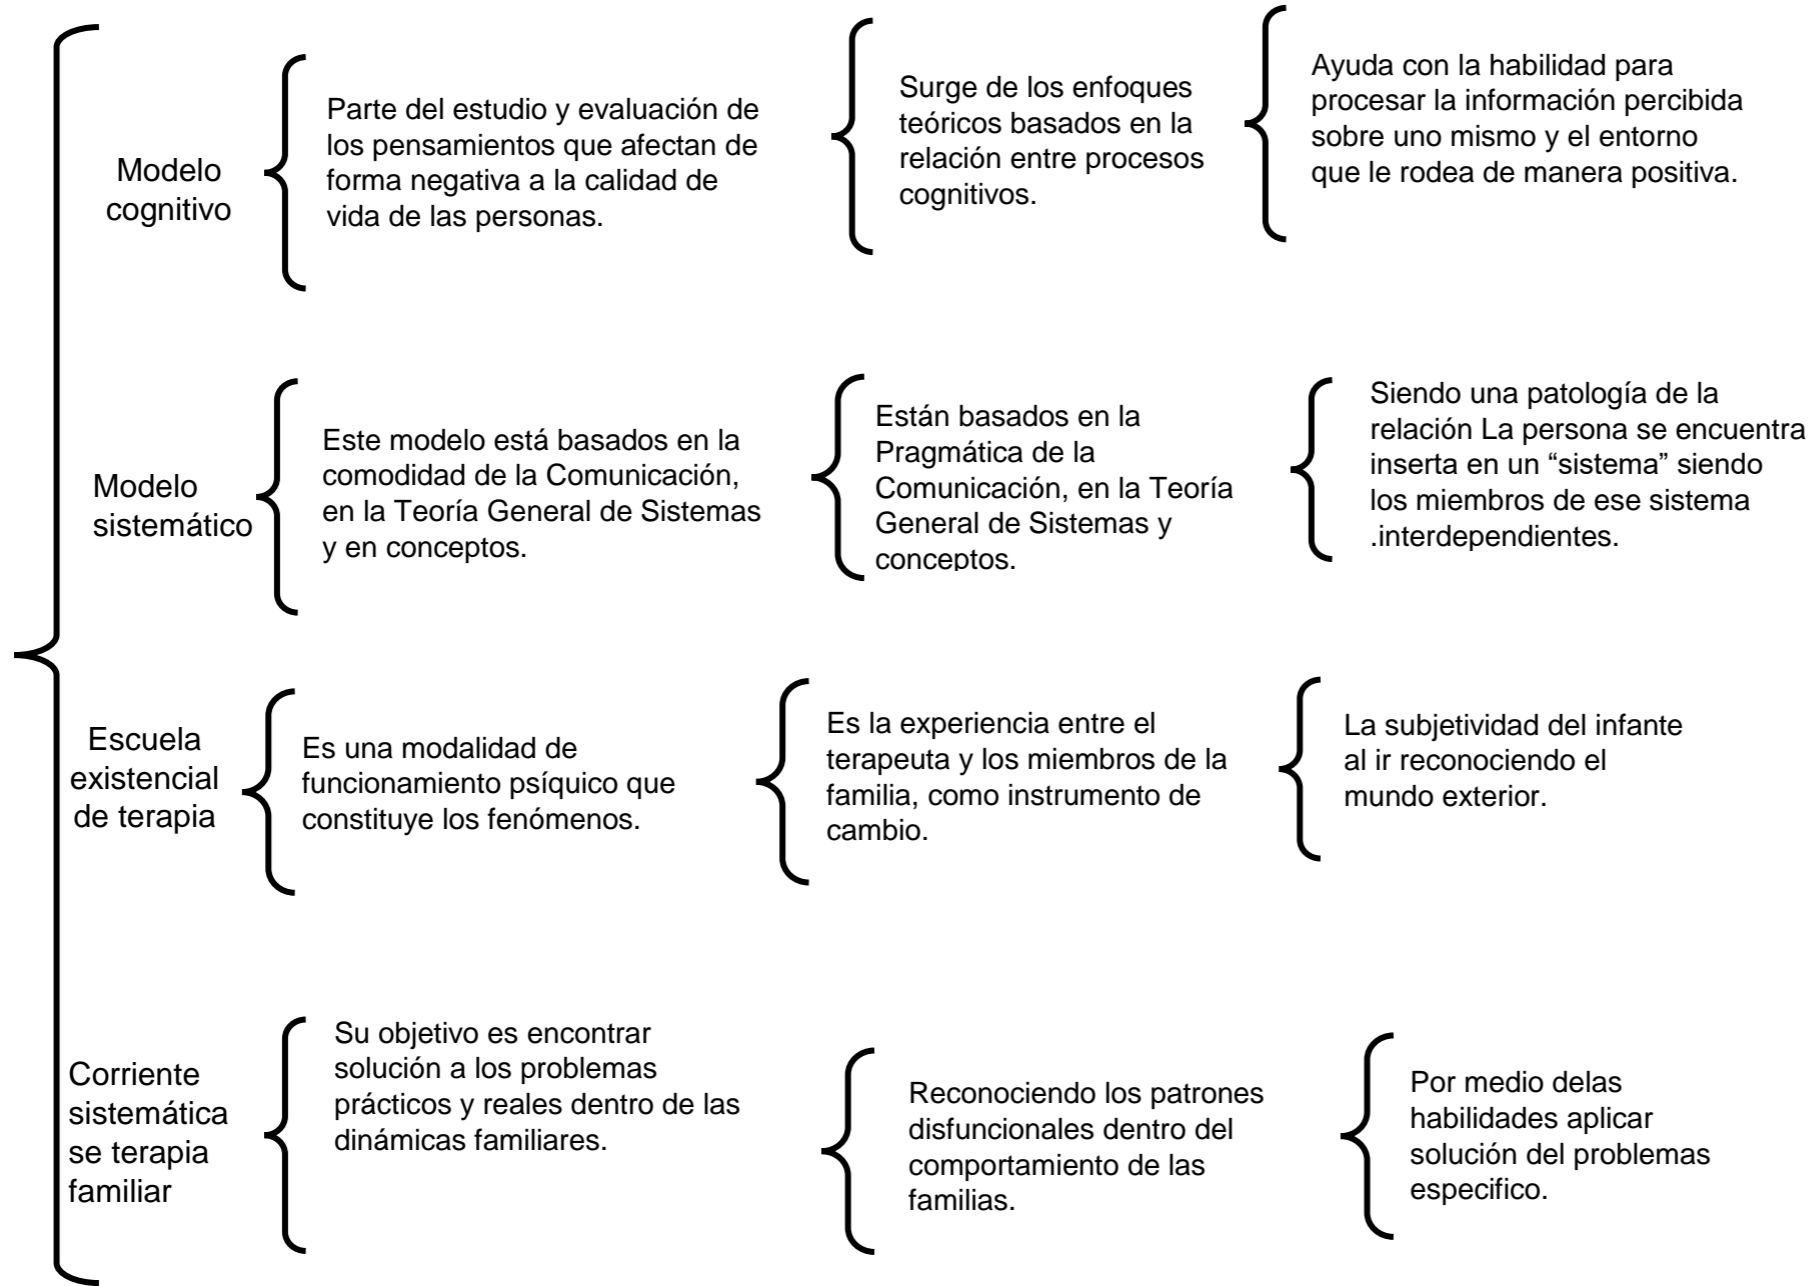 Modelo
cognitivo
Parte del estudio y evaluación de
los pensamientos que afectan de
forma negativa a la calidad de
vida de las personas.
Surge de los enfoques
teóricos basados en la
relación entre procesos
cognitivos.
Ayuda con la habilidad para
procesar la información percibida
sobre uno mismo y el entorno
que le rodea de manera positiva.
Modelo
sistemático
Este modelo está basados en la
comodidad de la Comunicación,
en la Teoría General de Sistemas
y en conceptos.
Están basados en la
Pragmática de la
Comunicación, en la Teoría
General de Sistemas y
conceptos.
Siendo una patología de la
relación La persona se encuentra
inserta en un “sistema” siendo
los miembros de ese sistema
.interdependientes.
Escuela
existencial
de terapia
Es una modalidad de
funcionamiento psíquico que
constituye los fenómenos.
Es la experiencia entre el
terapeuta y los miembros de la
familia, como instrumento de
cambio.
La subjetividad del infante
al ir reconociendo el
mundo exterior.
Corriente
sistemática
se terapia
familiar
Su objetivo es encontrar
solución a los problemas
prácticos y reales dentro de las
dinámicas familiares.
Reconociendo los patrones
disfuncionales dentro del
comportamiento de las
familias.
Por medio delas
habilidades aplicar
solución del problemas
especifico.